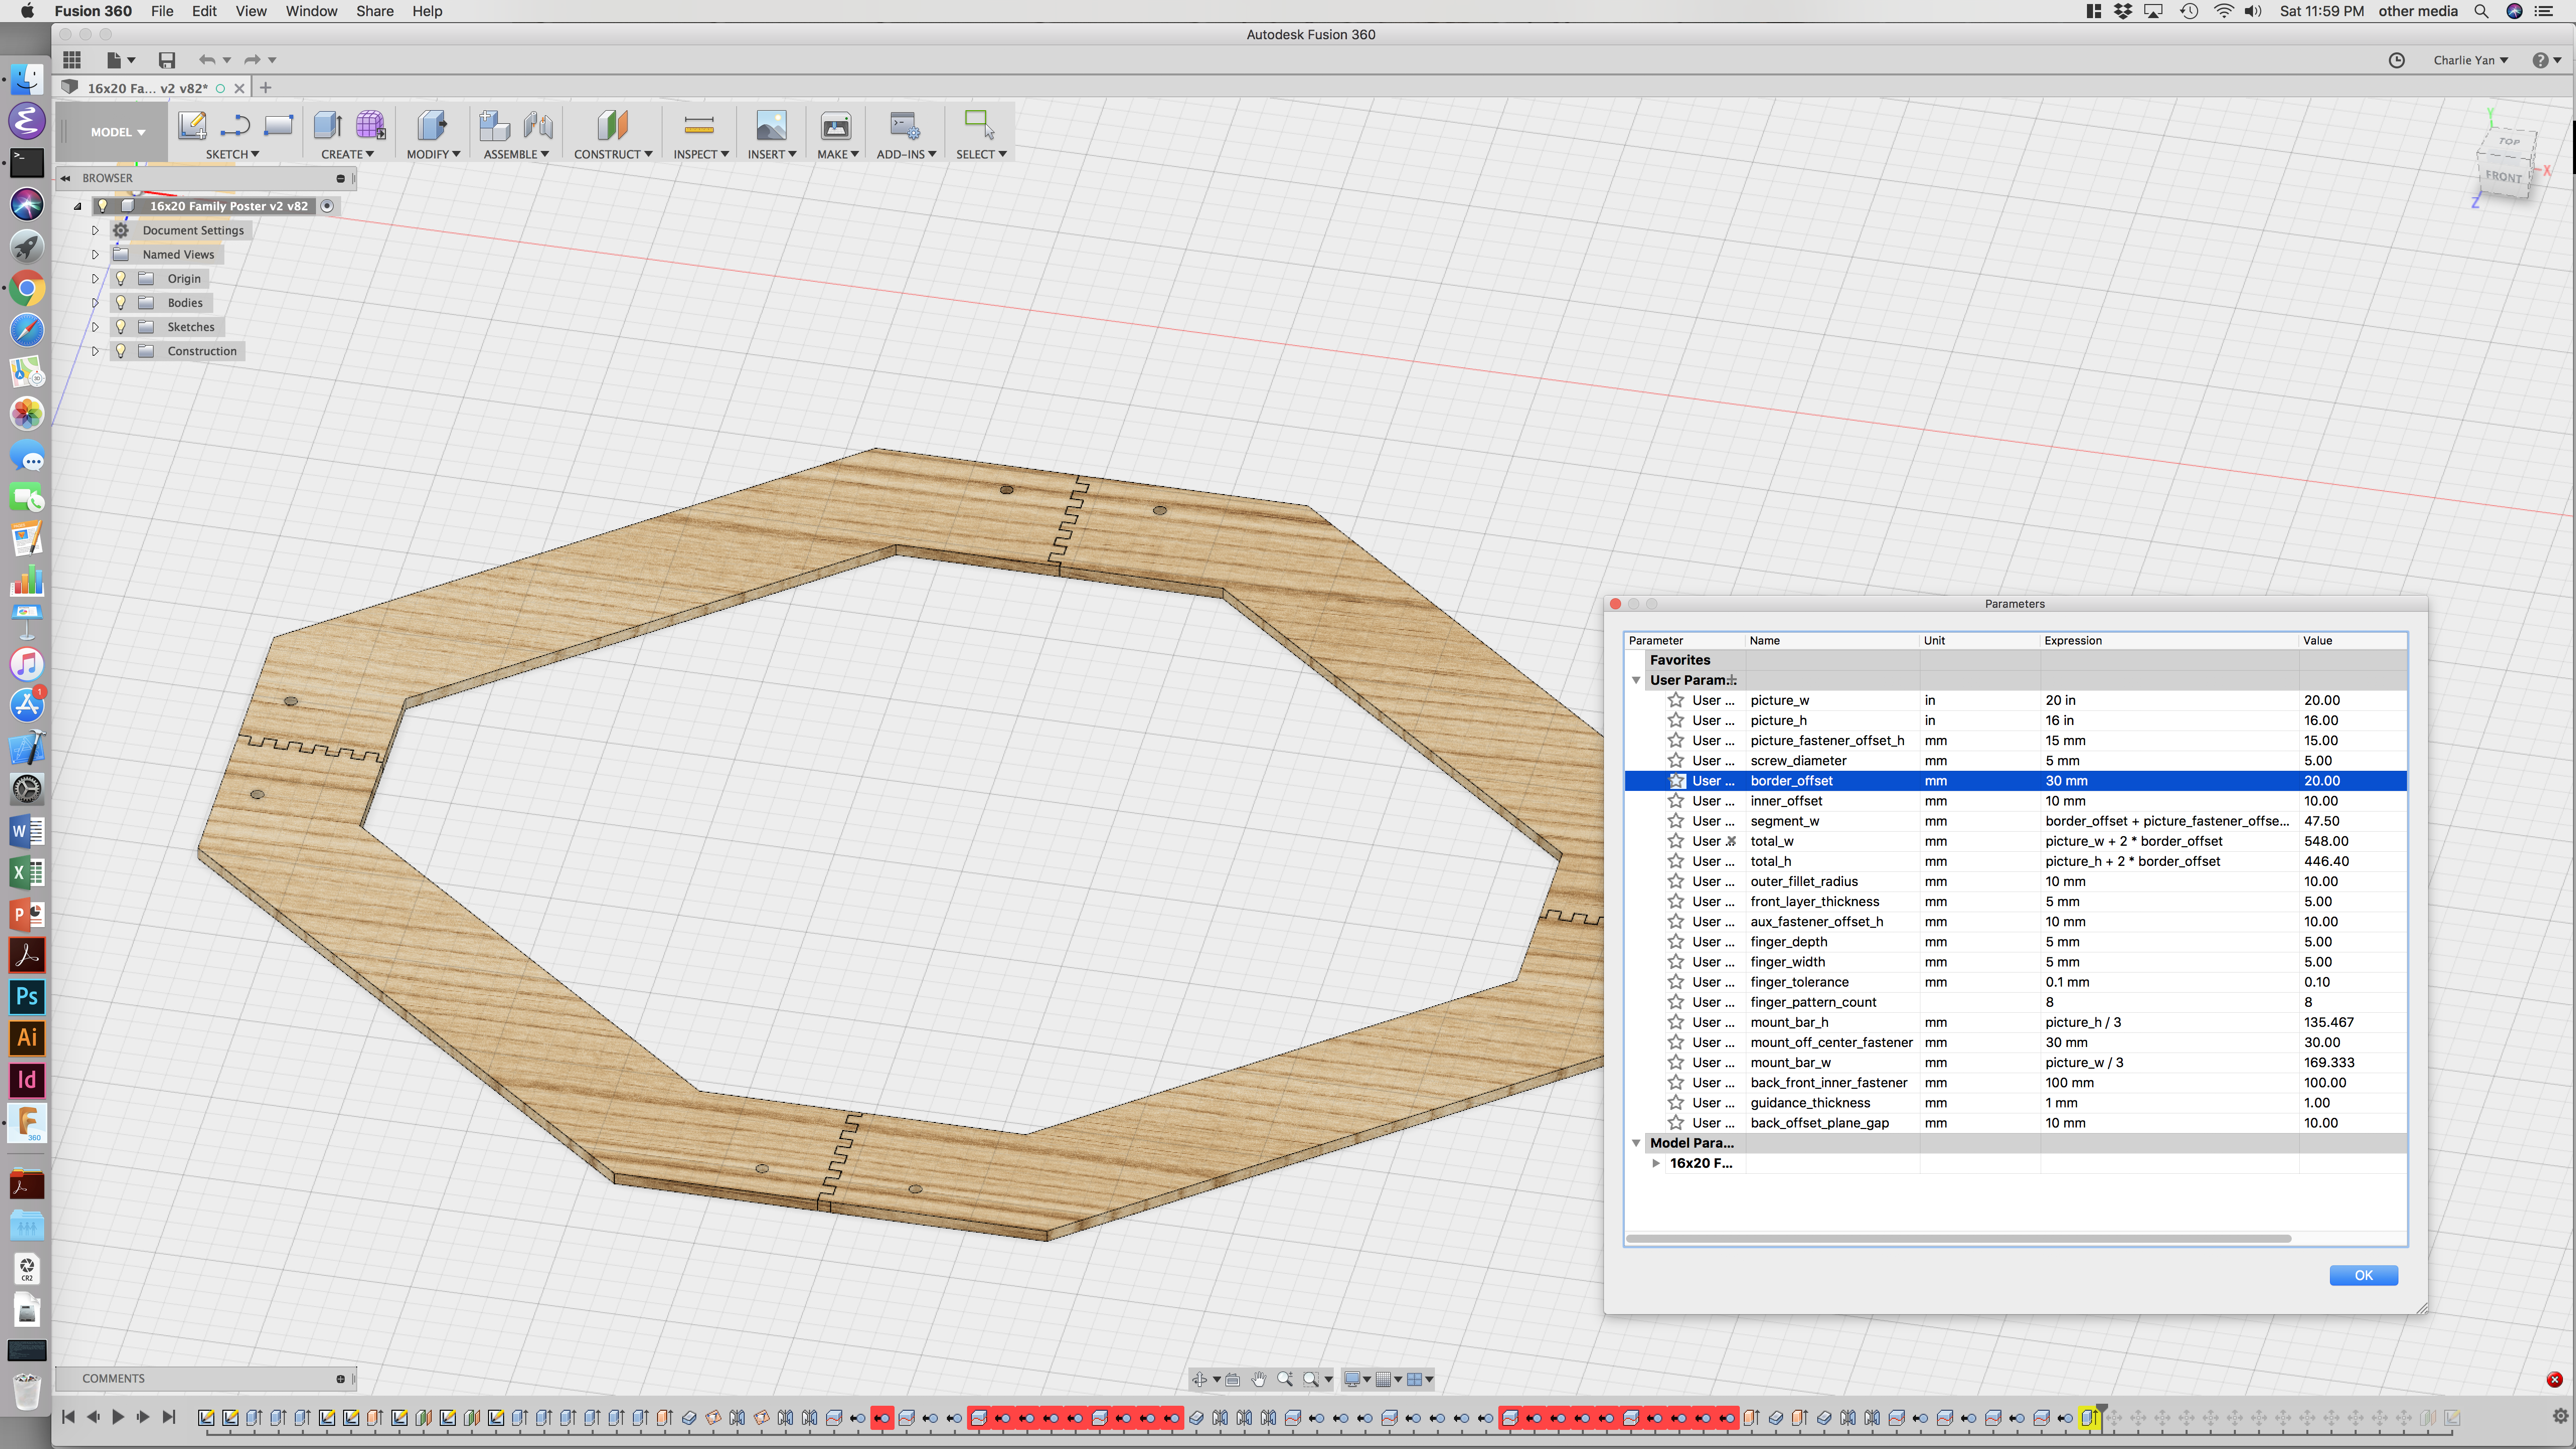 Fusion 360 File Edit View Window Share Help Sat 11:59 PM other media
Autodesk Fusion 360
Charlie Yan
16x20 Fa... v2 v82*
MODEL SKETCH CREATE MODIFY ASSEMBLE CONSTRUCT INSPECT INSERT MAKE ADD-INS SELECT
Y
TOP
X
FRONT
Z
BROWSER
16x20 Family Poster v2 v82
Document Settings
Named Views
Origin
Bodies
Sketches
Construction
Parameters
Parameter Name Unit Expression Value
Favorites
User Param...
User ... picture_w in 20 in 20.00
User ... picture_h in 16 in 16.00
User ... picture_fastener_offset_h mm 15 mm 15.00
User ... screw_diameter mm 5 mm 5.00
User ... border_offset mm 30 mm 20.00
User ... inner_offset mm 10 mm 10.00
User ... segment_w mm border_offset + picture_fastener_offse... 47.50
User ... total_w mm picture_w + 2 * border_offset 548.00
User ... total_h mm picture_h + 2 * border_offset 446.40
User ... outer_fillet_radius mm 10 mm 10.00
User ... front_layer_thickness mm 5 mm 5.00
User ... aux_fastener_offset_h mm 10 mm 10.00
User ... finger_depth mm 5 mm 5.00
User ... finger_width mm 5 mm 5.00
User ... finger_tolerance mm 0.1 mm 0.10
User ... finger_pattern_count 8 8
User ... mount_bar_h mm picture_h / 3 135.467
User ... mount_off_center_fastener mm 30 mm 30.00
User ... mount_bar_w mm picture_w / 3 169.333
User ... back_front_inner_fastener mm 100 mm 100.00
User ... guidance_thickness mm 1 mm 1.00
User ... back_offset_plane_gap mm 10 mm 10.00
Model Para...
16x20 F...
OK
1
W
X
P
Ps
Ai
Id
360
CR2
COMMENTS